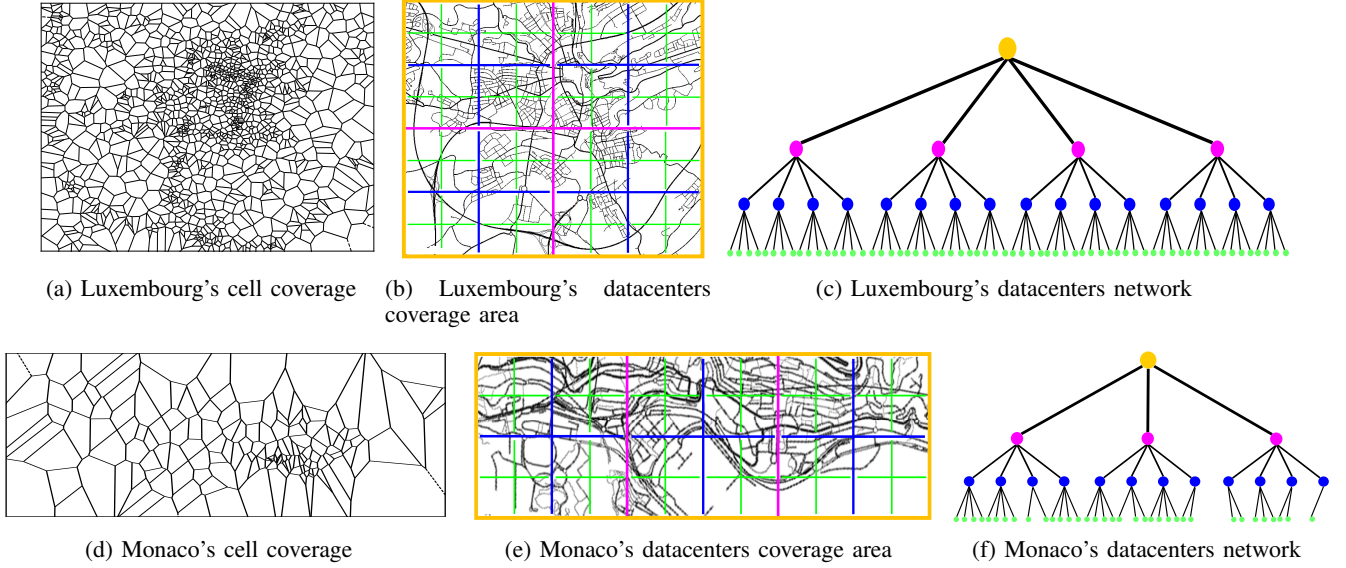 (a) Luxembourg's cell coverage
(b) Luxembourg's datacenters
coverage area
(c) Luxembourg's datacenters network
(d) Monaco's cell coverage
(e) Monaco's datacenters coverage area
(f) Monaco's datacenters network